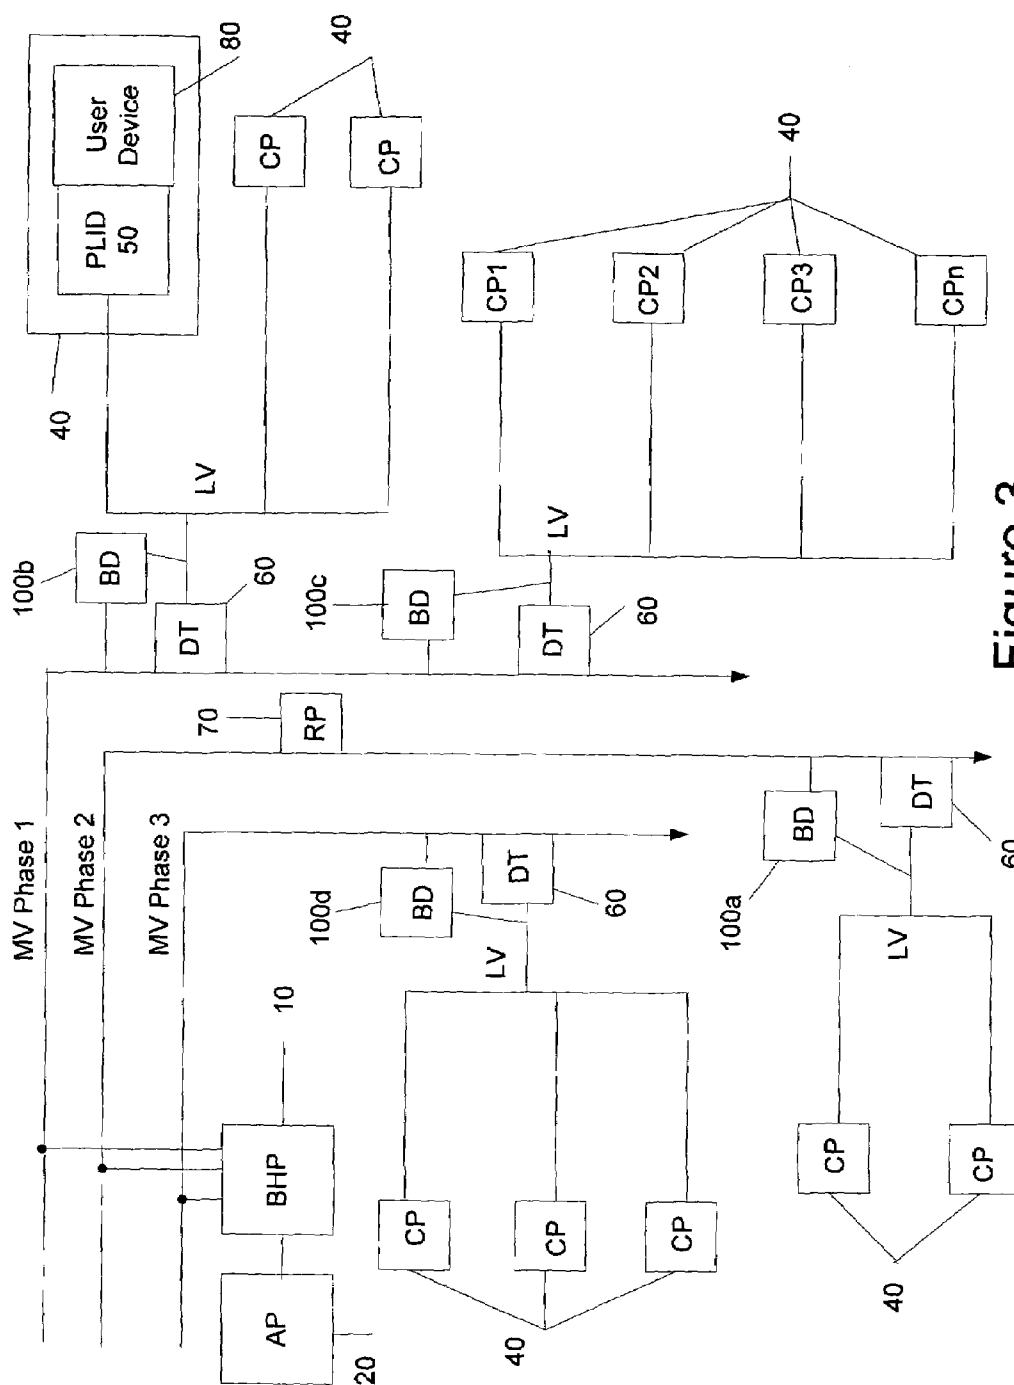 MV Phase 1
MV Phase 2
MV Phase 3
AP
20
BHP
10
100b
BD
DT
60
LV
40
PLID
50
User
Device
80
CP
CP
40
70
RP
100c
BD
DT
60
LV
CP1
CP2
CP3
CPn
40
100d
BD
DT
60
LV
CP
CP
CP
40
100a
BD
DT
60
LV
CP
CP
40
Figure